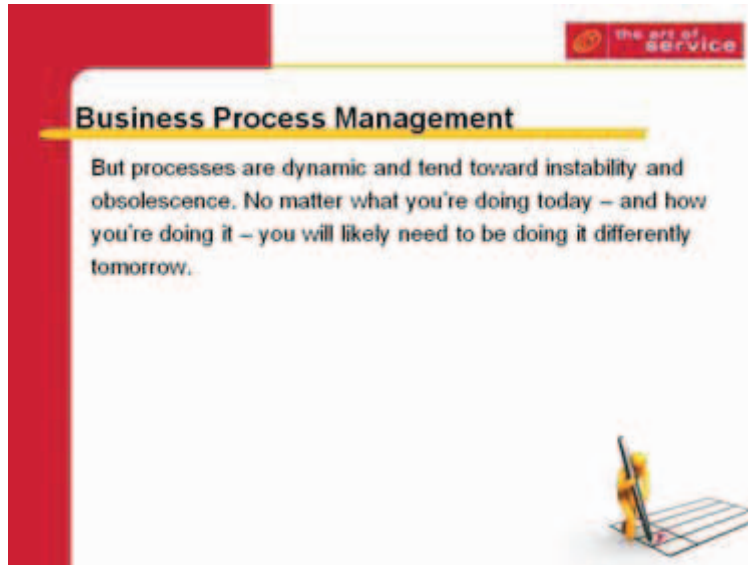 the art of
service
Business Process Management
But processes are dynamic and tend toward instability and
obsolescence. No matter what you're doing today – and how
you're doing it – you will likely need to be doing it differently
tomorrow.